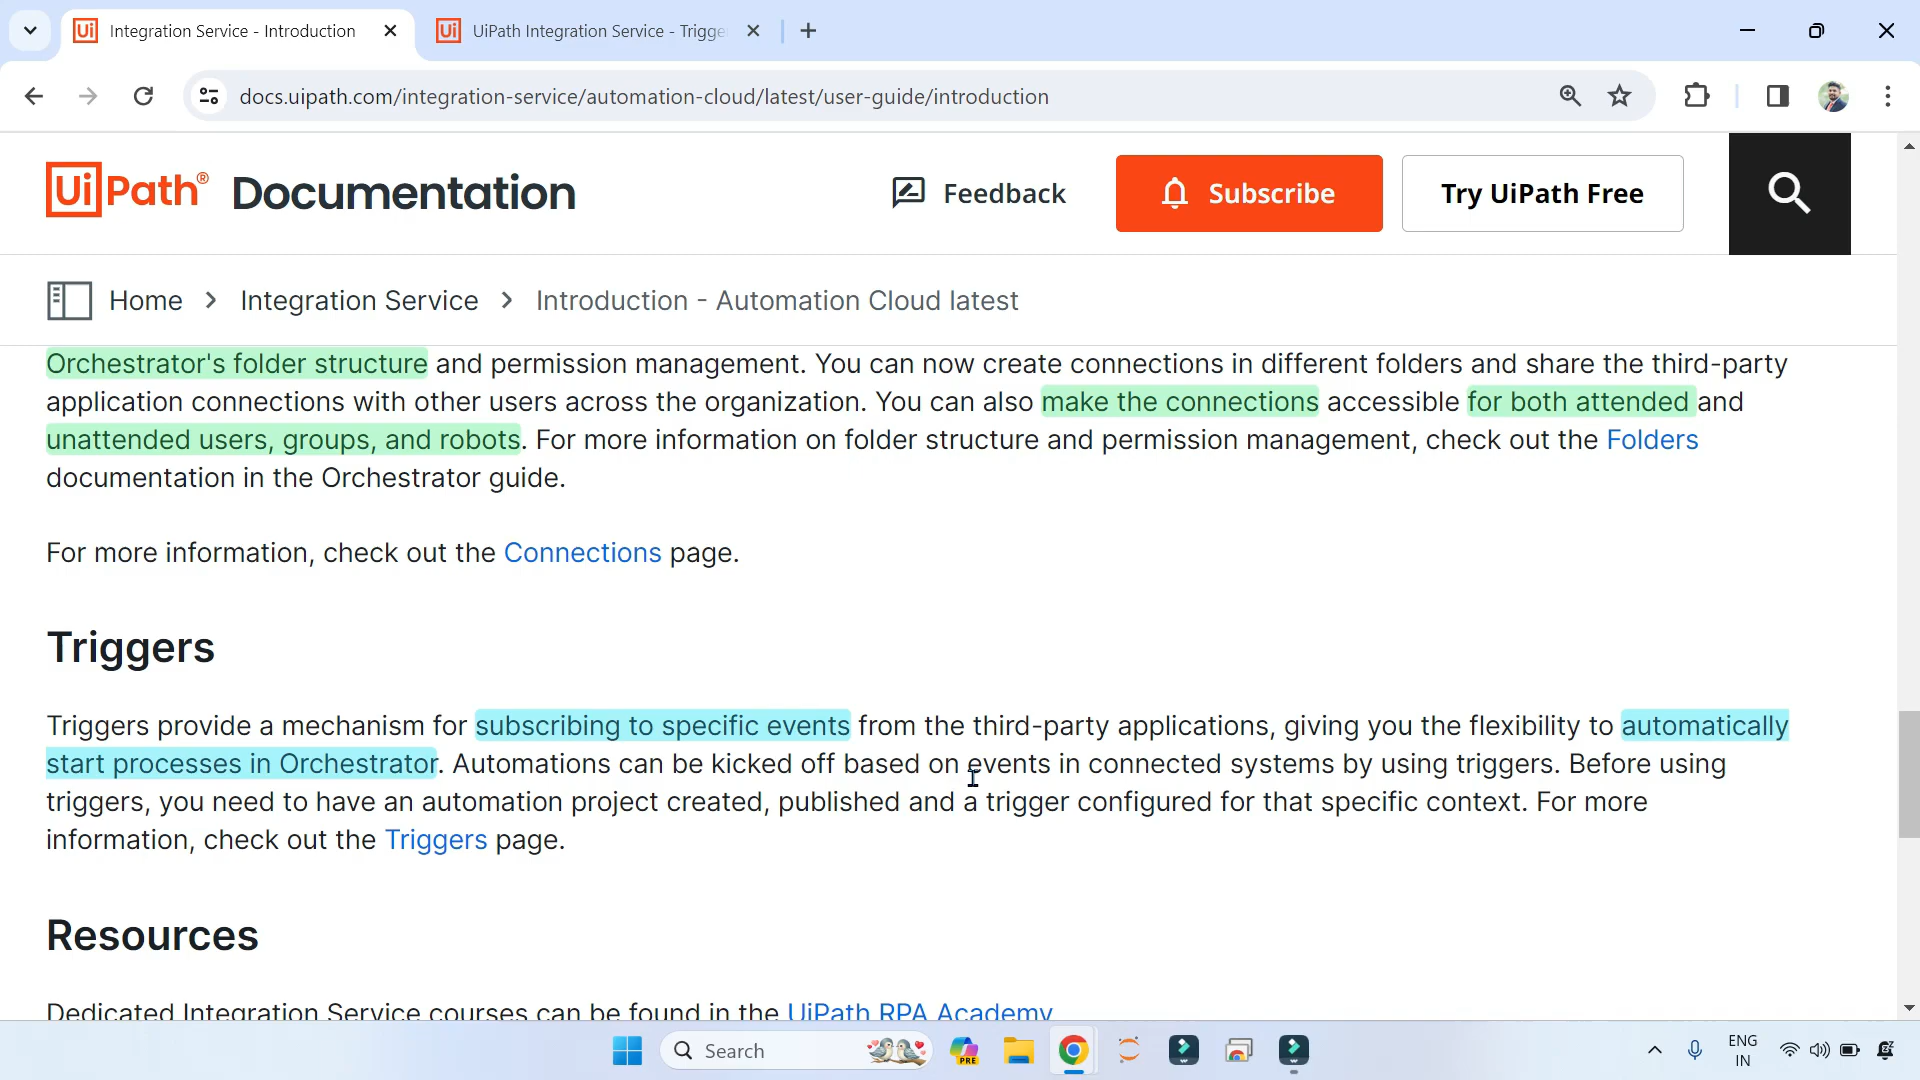 Integration Service - Introduction
UiPath Integration Service - Trigge
docs.uipath.com/integration-service/automation-cloud/latest/user-guide/introduction
UiPath® Documentation
Feedback
Subscribe
Try UiPath Free
Home > Integration Service > Introduction - Automation Cloud latest
Orchestrator's folder structure and permission management. You can now create connections in different folders and share the third-party
application connections with other users across the organization. You can also make the connections accessible for both attended and
unattended users, groups, and robots. For more information on folder structure and permission management, check out the Folders
documentation in the Orchestrator guide.
For more information, check out the Connections page.
Triggers
Triggers provide a mechanism for subscribing to specific events from the third-party applications, giving you the flexibility to automatically
start processes in Orchestrator. Automations can be kicked off based on events in connected systems by using triggers. Before using
triggers, you need to have an automation project created, published and a trigger configured for that specific context. For more
information, check out the Triggers page.
Resources
Dedicated Integration Service courses can be found in the UiPath RPA Academy
Search
PRE
ENG
IN